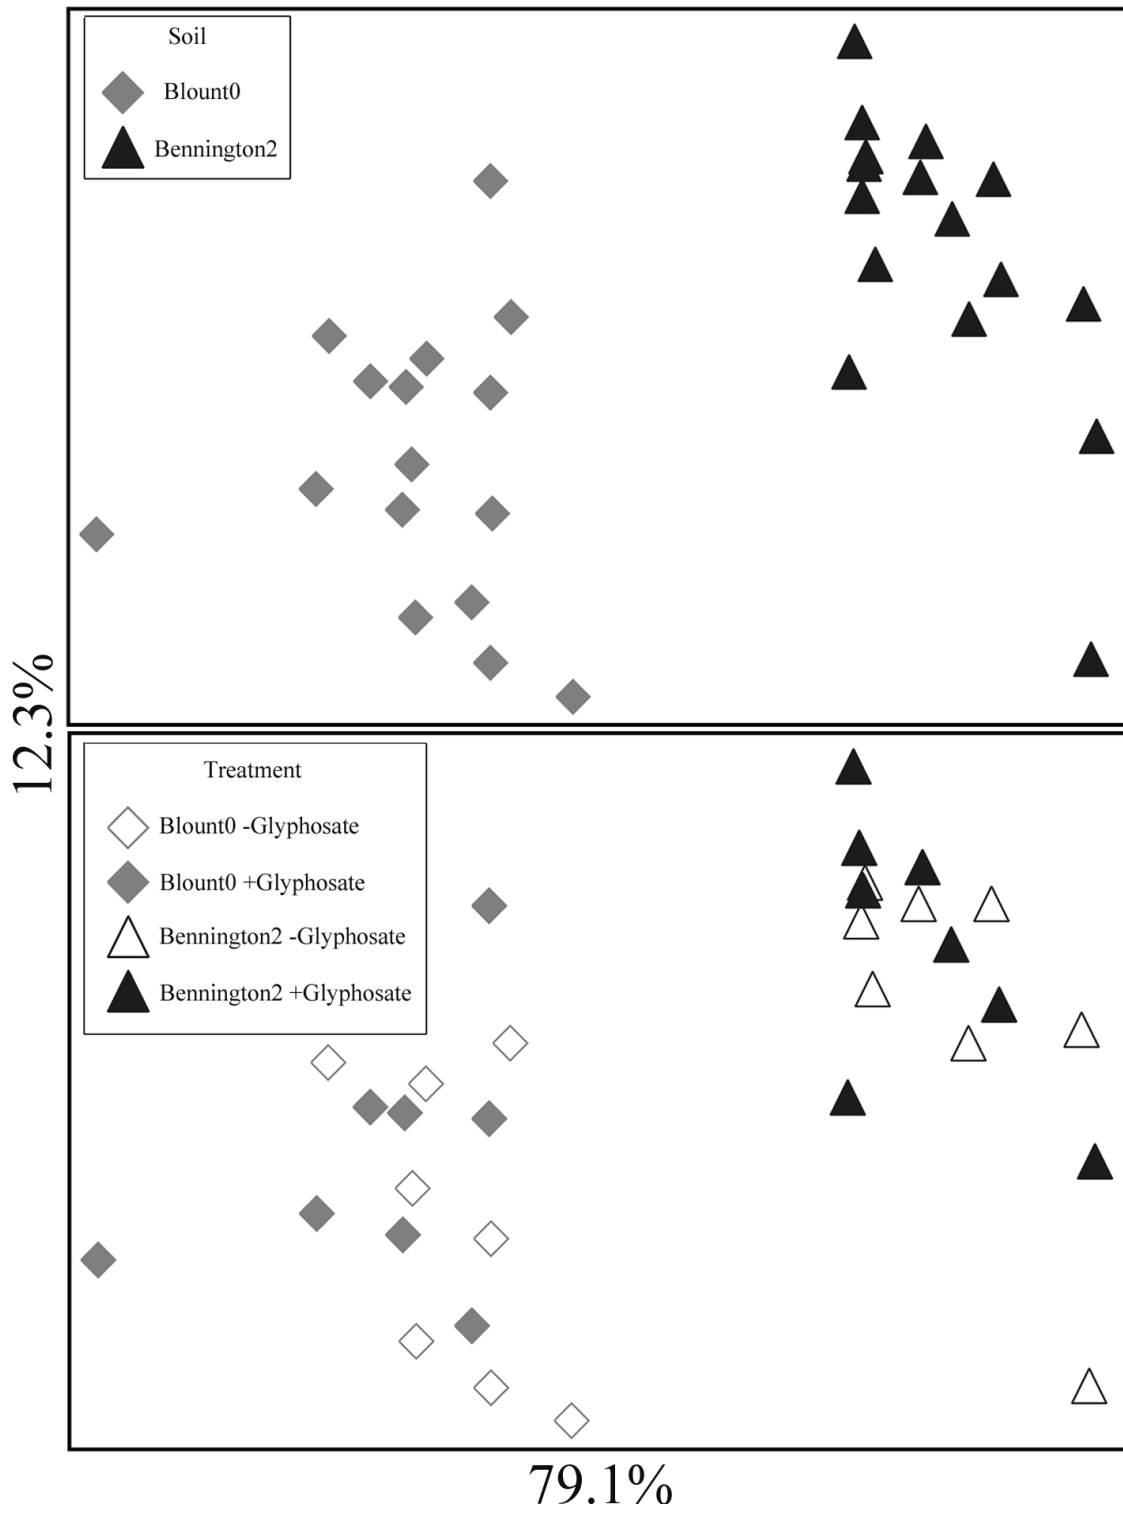 Soil
Blount0
Bennington2
12.3%
Treatment
Blount0 -Glyphosate
Blount0 +Glyphosate
Bennington2 -Glyphosate
Bennington2 +Glyphosate
79.1%